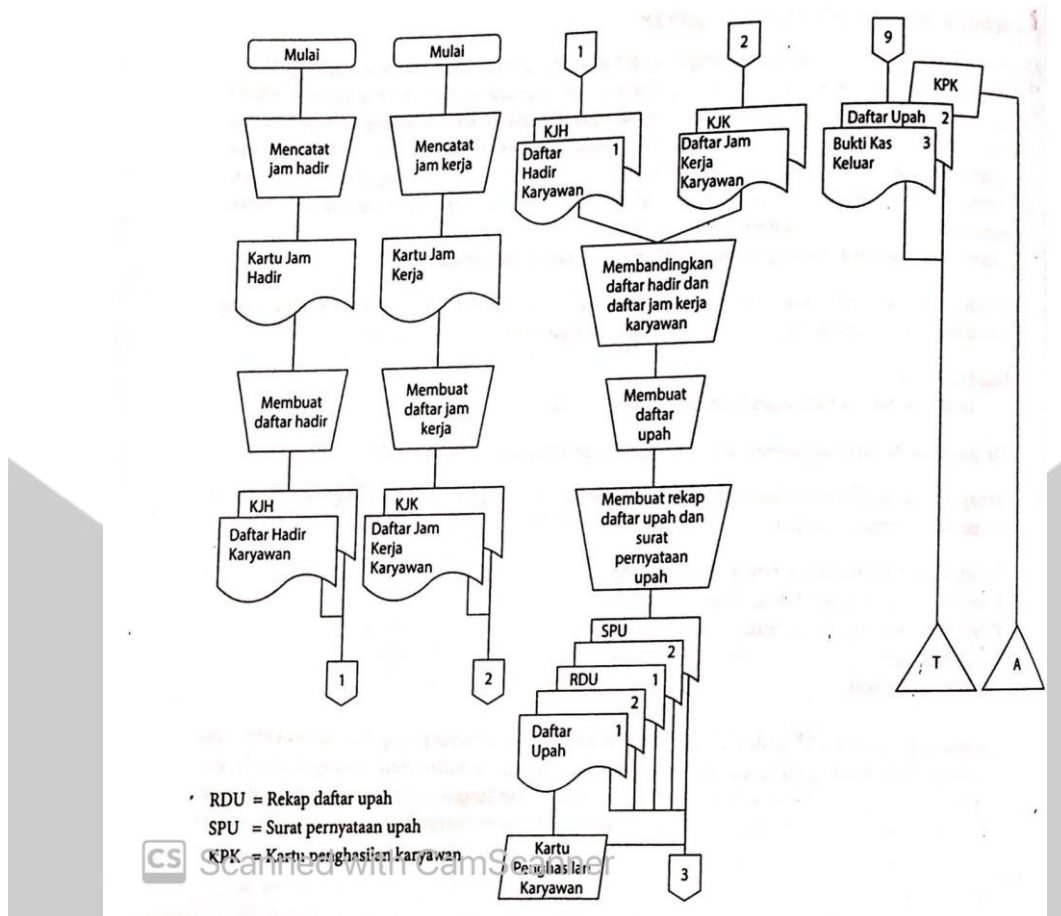 Mulai
Mencatat
jam hadir
Kartu Jam
Hadir
Membuat
daftar hadir
KJH
Daftar Hadir
Karyawan
1
Mulai
Mencatat
jam kerja
Kartu Jam
Kerja
Membuat
daftar jam
kerja
KJK
Daftar Jam
Kerja
Karyawan
2
1
KJH
Daftar 1
Hadir
Karyawan
2
KJK
Daftar Jam 1
Kerja
Karyawan
Membandingkan
daftar hadir dan
daftar jam kerja
karyawan
Membuat
daftar
upah
Membuat rekap
daftar upah dan
surat
pernyataan
upah
SPU
2
RDU 1
2
Daftar 1
Upah
Kartu
Penghasilan
Karyawan
3
9
KPK
Daftar Upah 2
Bukti Kas 3
Keluar
T
A
RDU = Rekap daftar upah
SPU = Surat pernyataan upah
KPK = Kartu penghasilan karyawan
CS Scanned with CamScanner